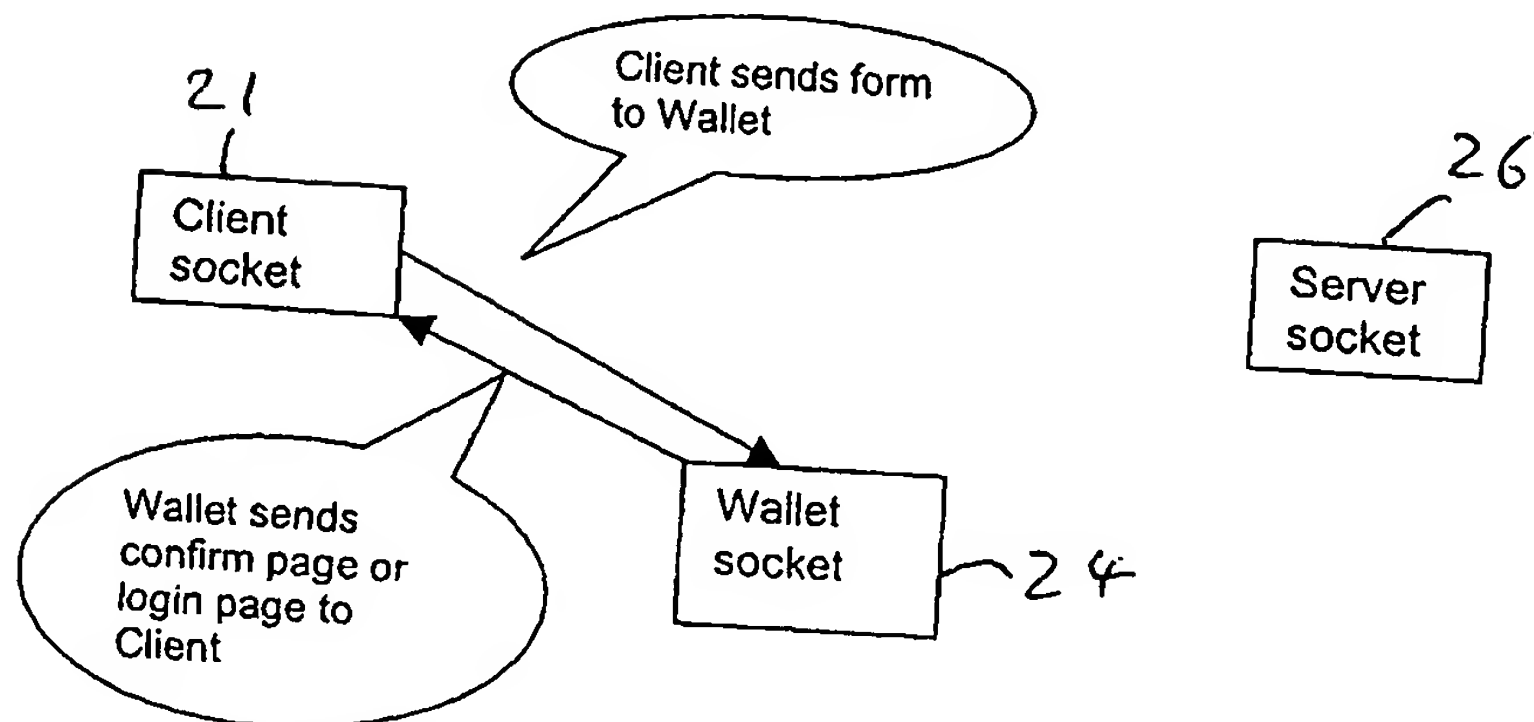 21
Client sends form
to Wallet
26
Client
socket
Server
socket
Wallet sends
confirm page or
login page to
Client
Wallet
socket
24